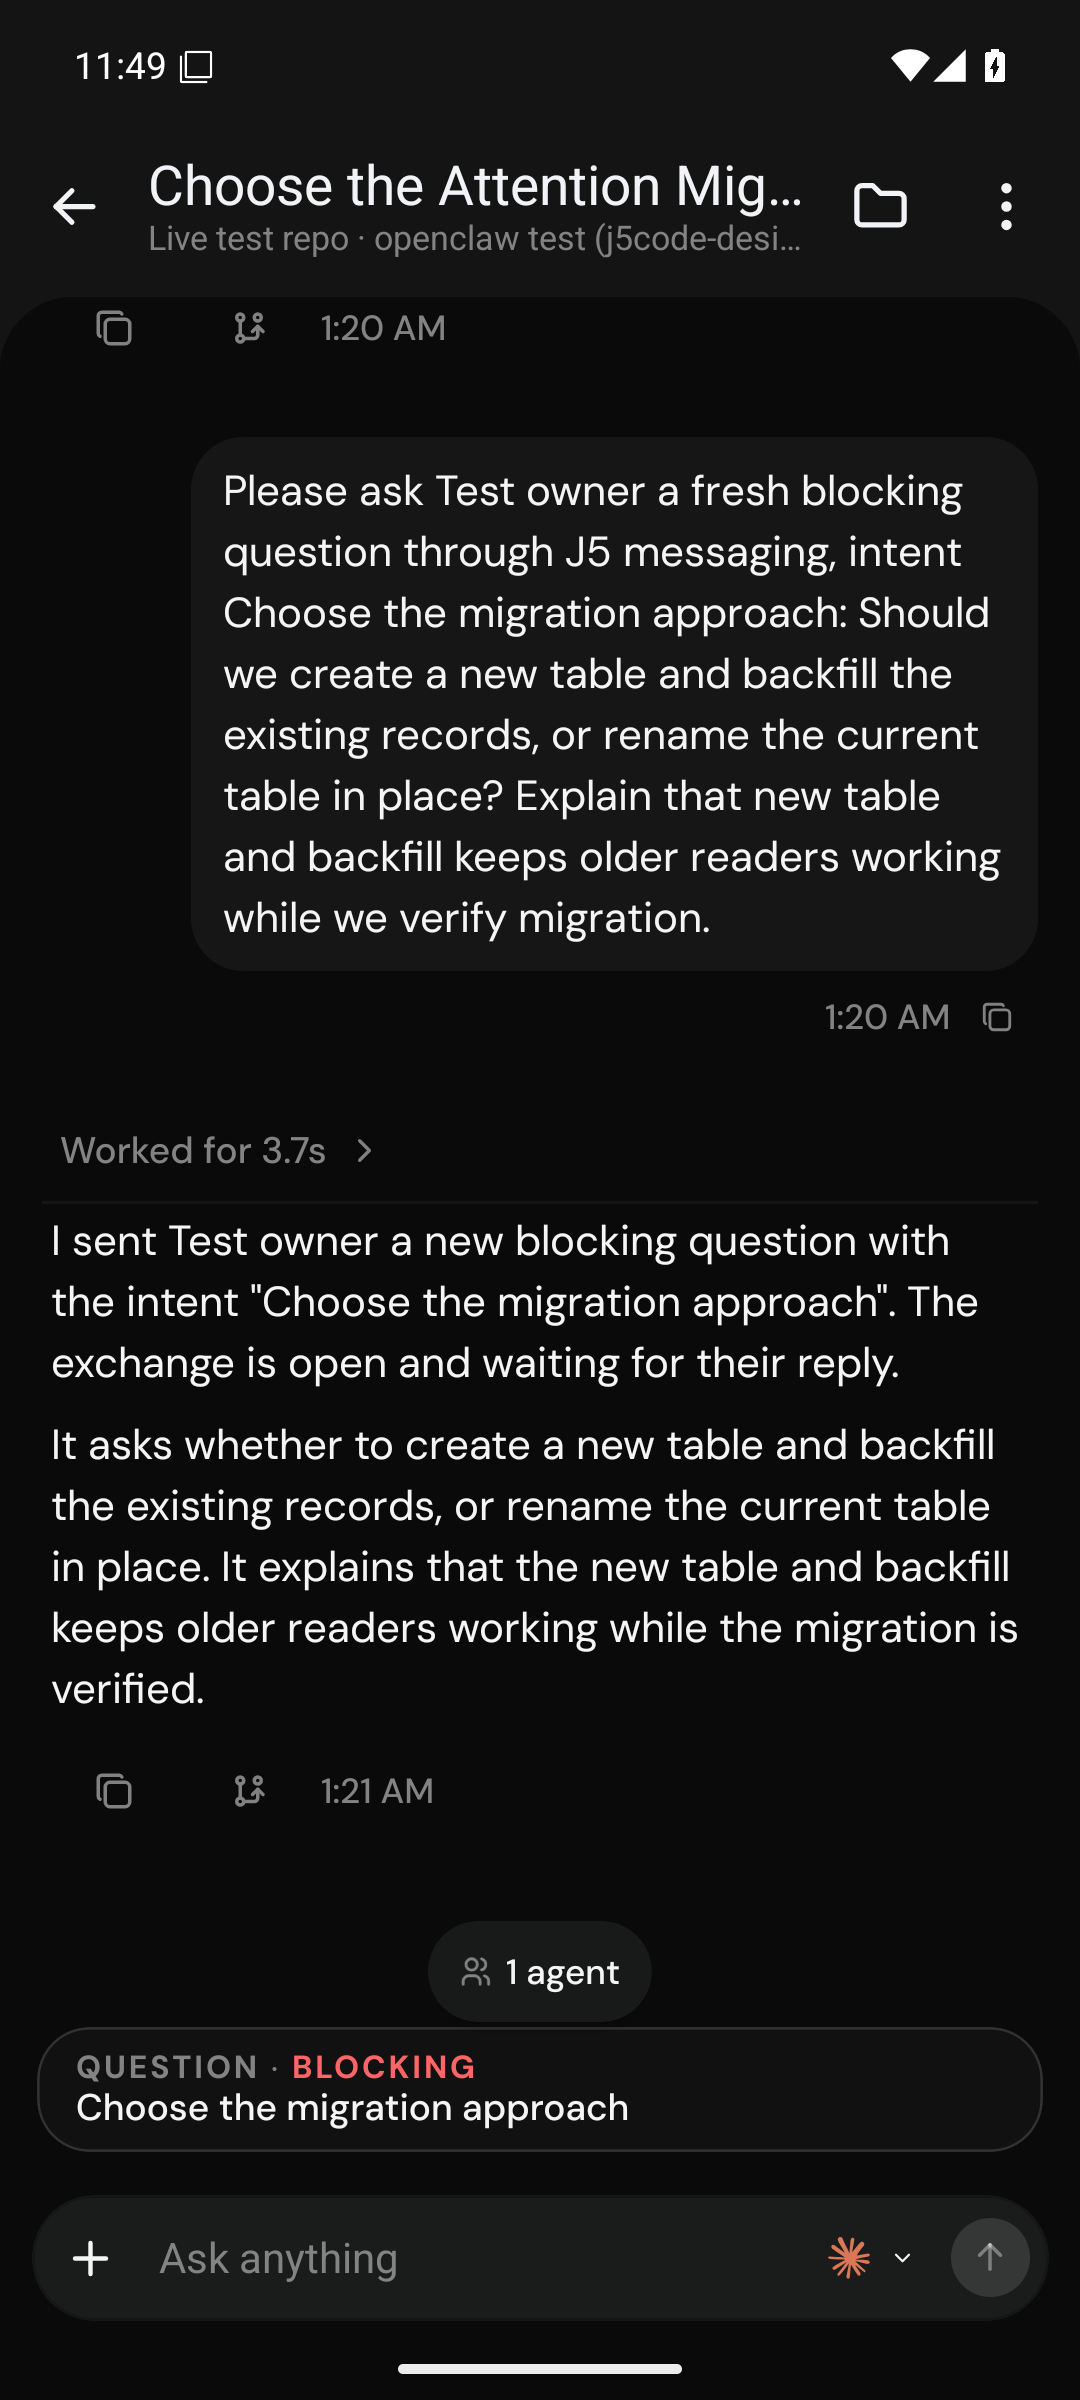 11:49
Choose the Attention Mig...
Live test repo · openclaw test (j5code-desi...
1:20 AM
Please ask Test owner a fresh blocking
question through J5 messaging, intent
Choose the migration approach: Should
we create a new table and backfill the
existing records, or rename the current
table in place? Explain that new table
and backfill keeps older readers working
while we verify migration.
1:20 AM
Worked for 3.7s
I sent Test owner a new blocking question with
the intent "Choose the migration approach". The
exchange is open and waiting for their reply.
It asks whether to create a new table and backfill
the existing records, or rename the current table
in place. It explains that the new table and backfill
keeps older readers working while the migration is
verified.
1:21 AM
1 agent
QUESTION · BLOCKING
Choose the migration approach
Ask anything